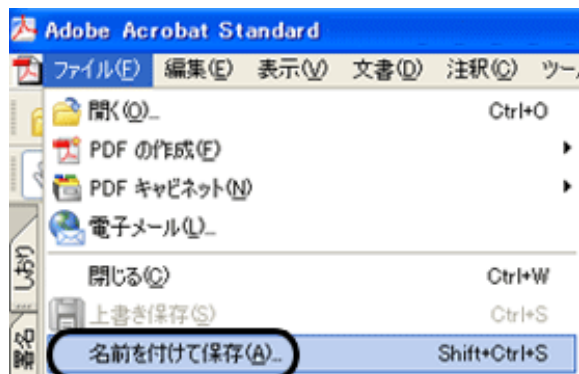 Adobe Acrobat Standard
ファイル(F) 編集(E) 表示(V) 文書(D) 注釈(C) ツー
開く(O)... Ctrl+O
PDF の作成(F)
PDF キャビネット(N)
電子メール(L)...
閉じる(C) Ctrl+W
上書き保存(S) Ctrl+S
名前を付けて保存(A)... Shift+Ctrl+S
しおり
署名